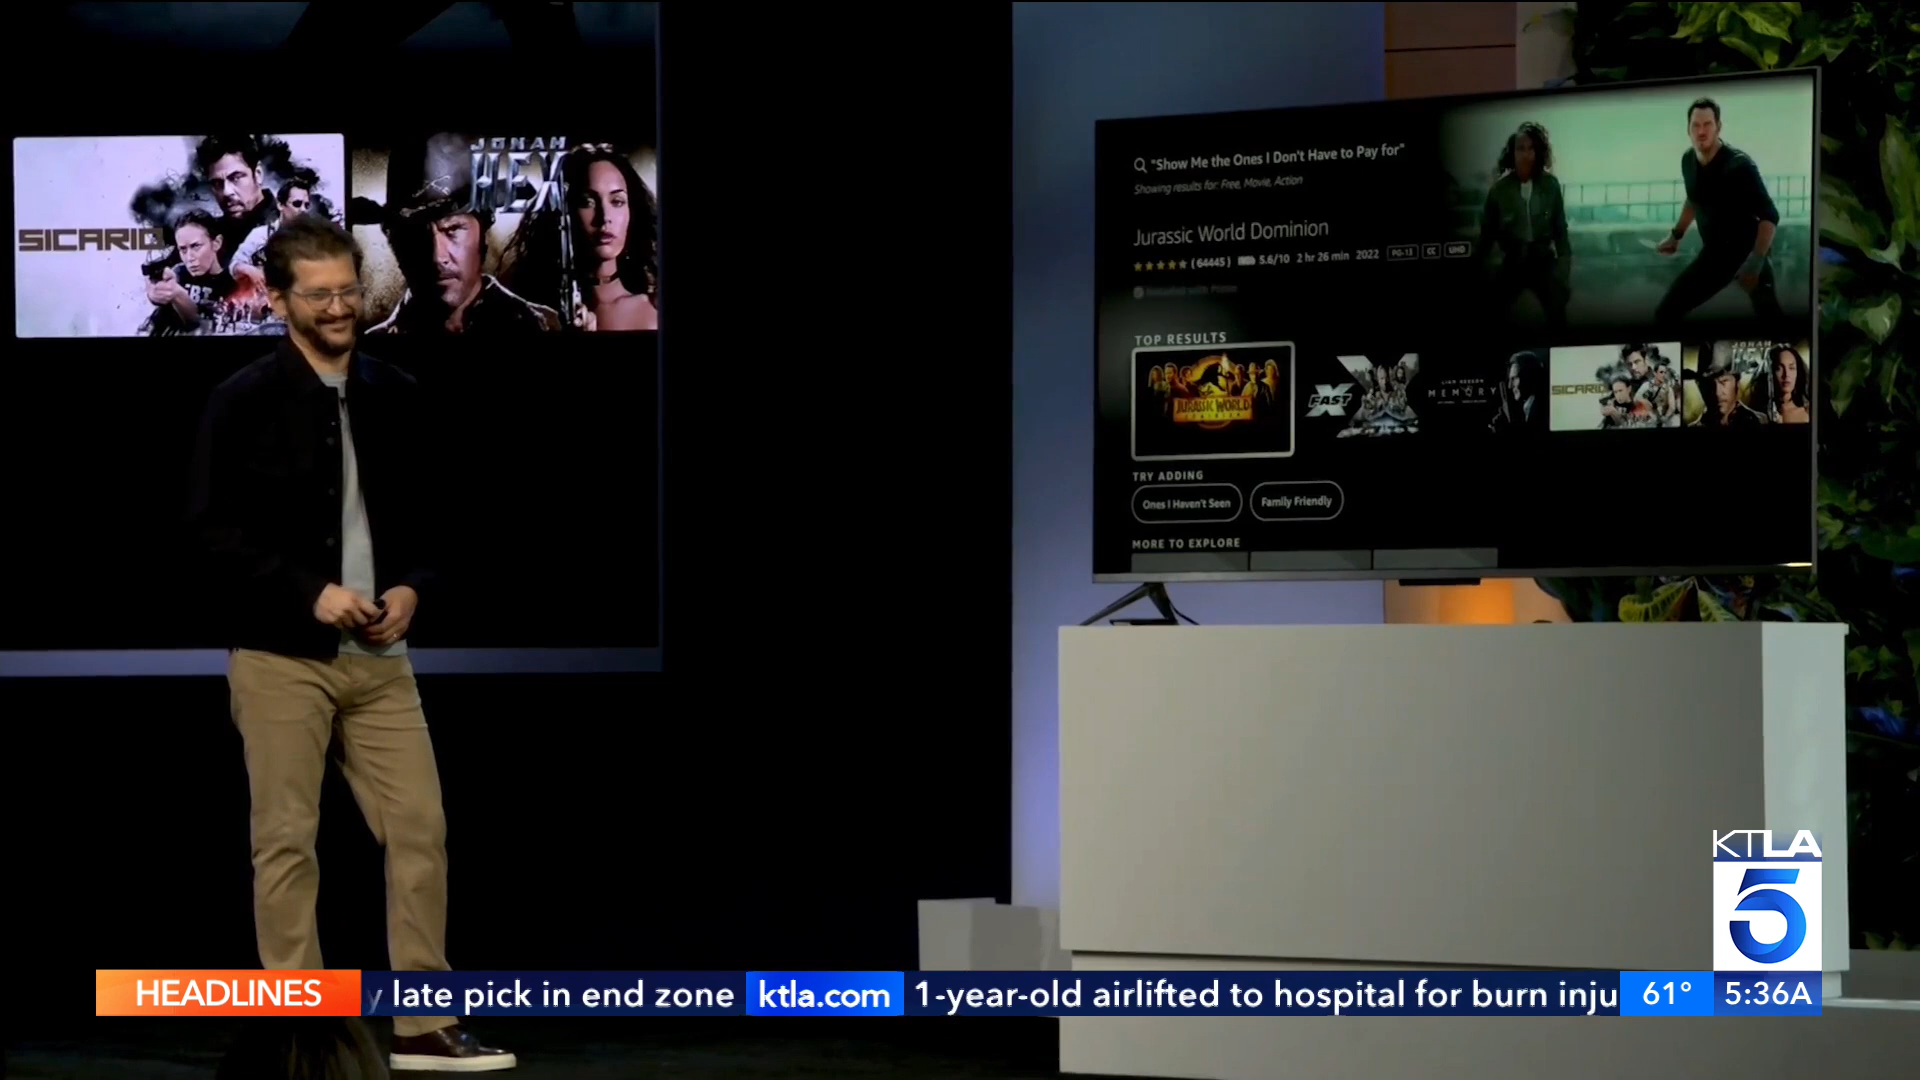 SICARIO
JONAH
HEX
"Show Me the Ones I Don't Have to Pay for"
Showing results for: Free, Movie, Action
Jurassic World Dominion
(64445) 5.6/10 2 hr 26 min 2022 PG-13 CC UHD
TOP RESULTS
JURASSIC WORLD
DOMINION
FAST X
LIAM NEESON
MEMORY
SICARIO
JONAH
HEX
TRY ADDING
Ones I Haven't Seen
Family Friendly
MORE TO EXPLORE
KTLA
5
HEADLINES
y late pick in end zone
ktla.com
1-year-old airlifted to hospital for burn inju
61°
5:36A